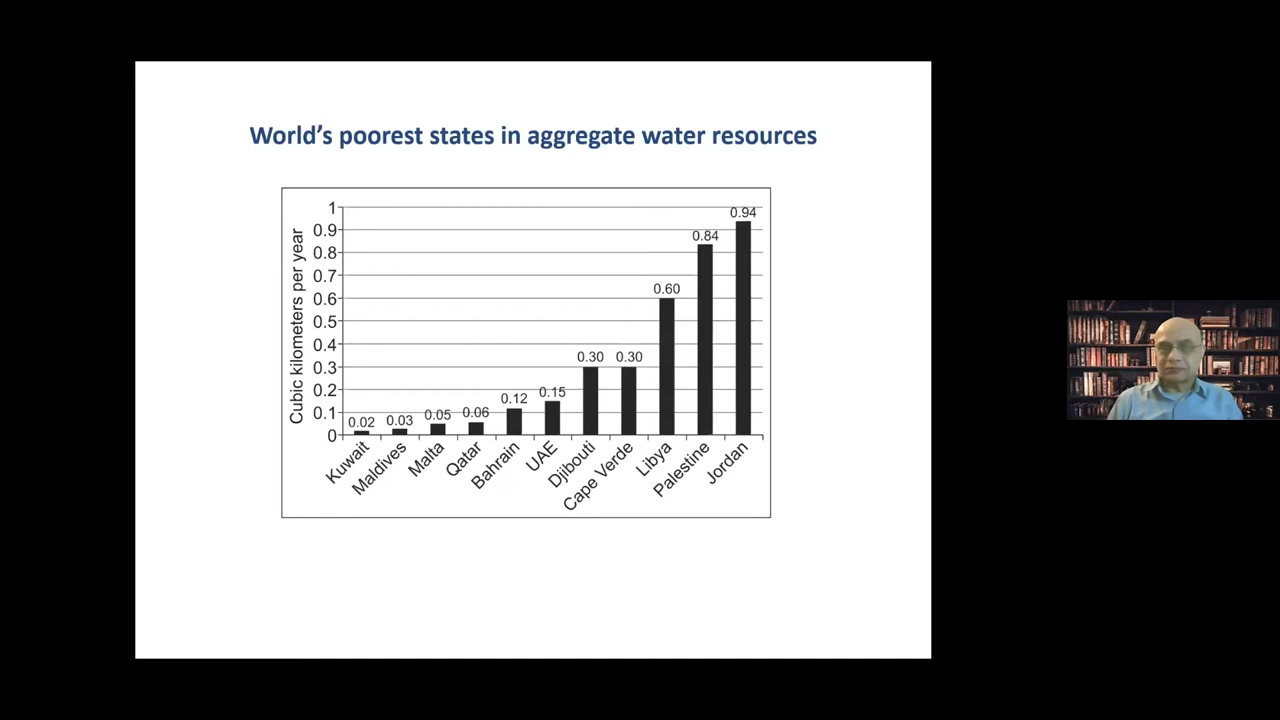 World's poorest states in aggregate water resources
Cubic kilometers per year
1
0.9
0.8
0.7
0.6
0.5
0.4
0.3
0.2
0.1
0
0.02
0.03
0.05
0.06
0.12
0.15
0.30
0.30
0.60
0.84
0.94
Kuwait
Maldives
Malta
Qatar
Bahrain
UAE
Djibouti
Cape Verde
Libya
Palestine
Jordan